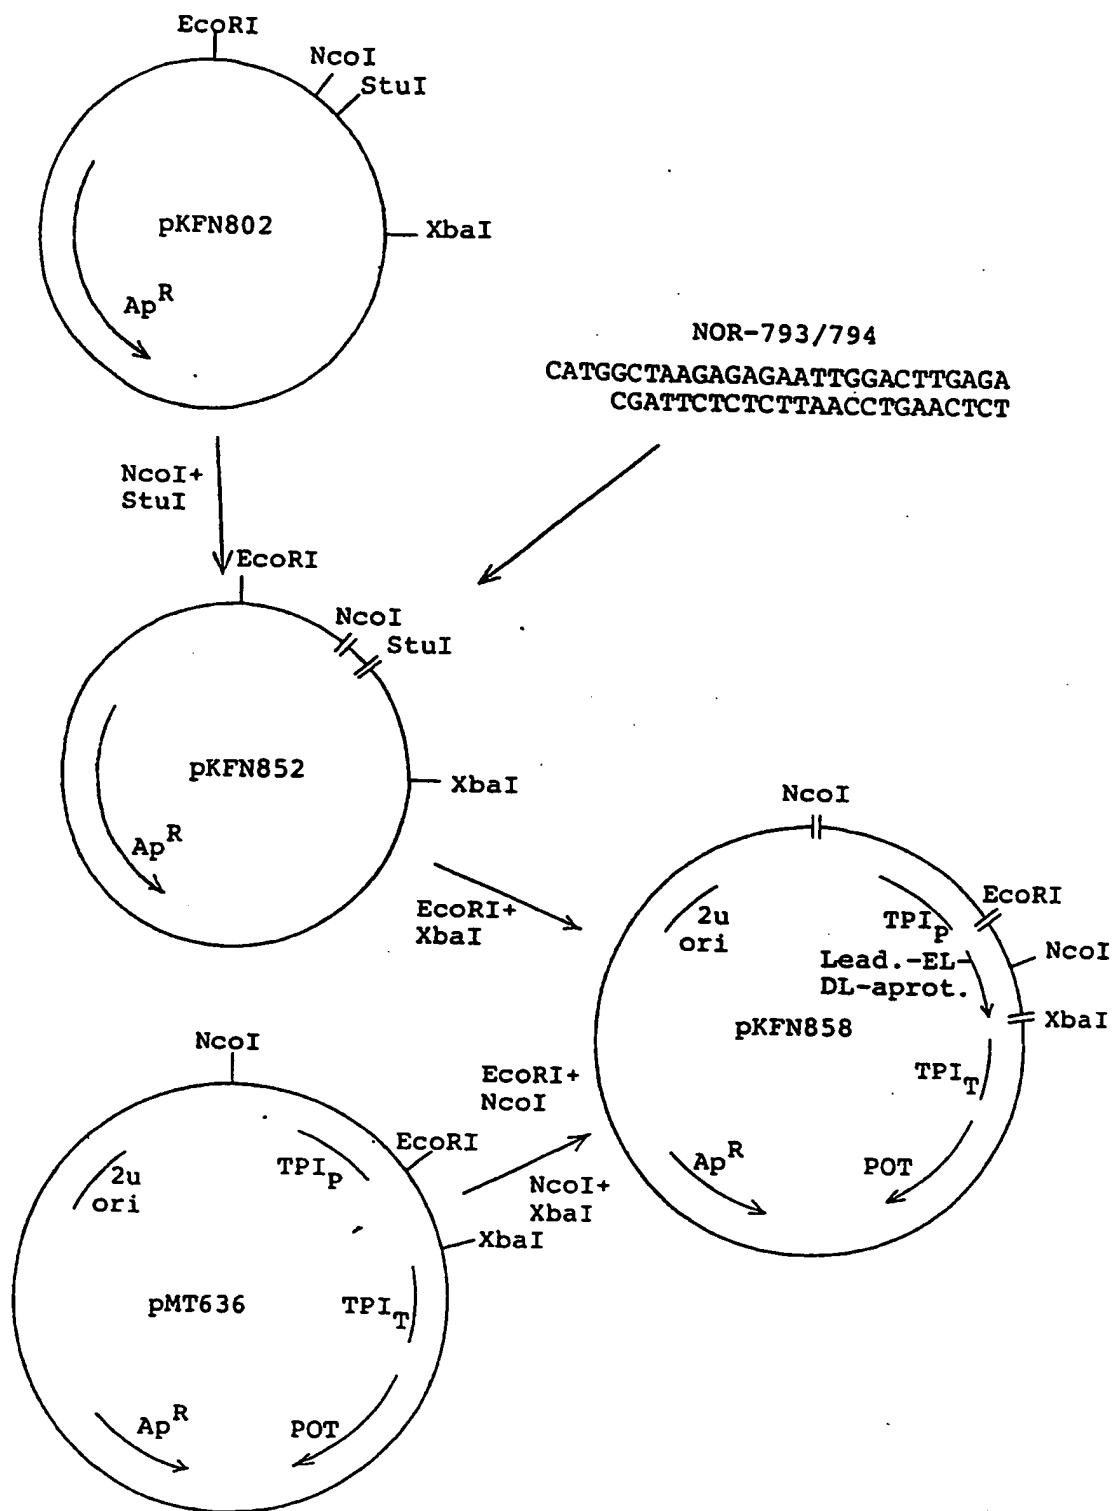 EcoRI
NcoI
StuI
pKFN802
XbaI
Ap^R
NOR-793/794
CATGGCTAAGAGAGAATTGGACTTGAGA
CGATTCTCTCTTAACCTGAACTCT
NcoI+
StuI
EcoRI
NcoI
StuI
pKFN852
XbaI
Ap^R
EcoRI+
XbaI
NcoI
EcoRI
2u
ori
TPI_P
NcoI
Lead.-EL-
DL-aprot.
XbaI
pKFN858
TPI_T
Ap^R
POT
NcoI
EcoRI+
NcoI
EcoRI
2u
ori
TPI_P
NcoI+
XbaI
XbaI
pMT636
TPI_T
Ap^R
POT